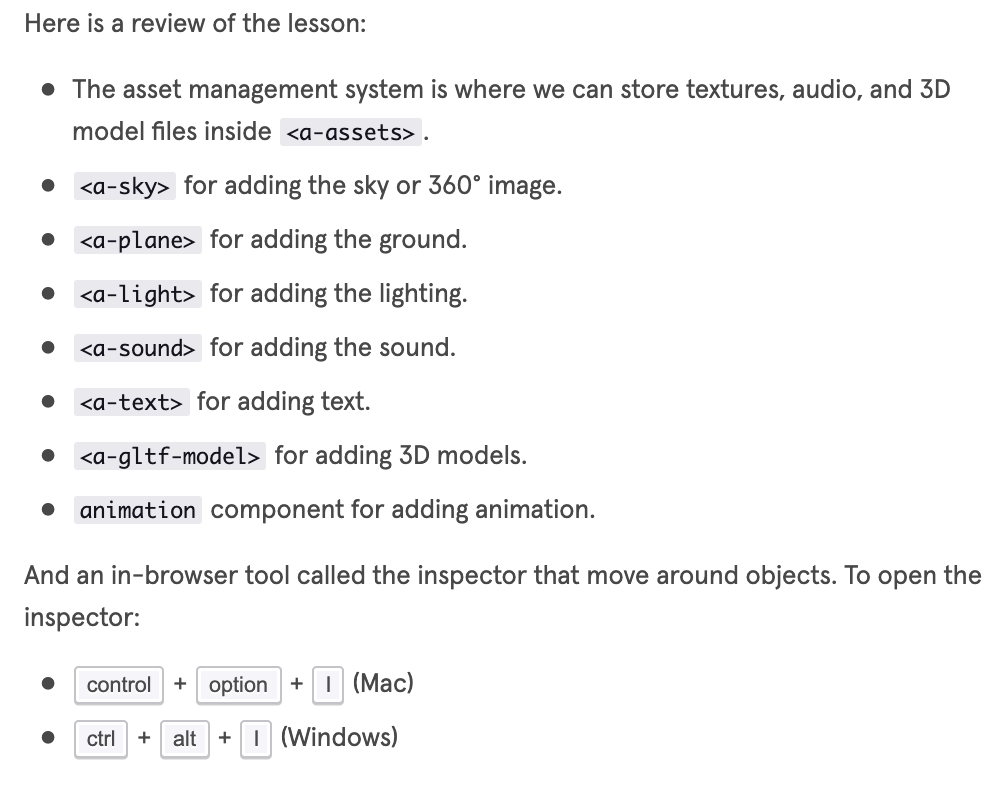 Here is a review of the lesson:
The asset management system is where we can store textures, audio, and 3D
model files inside <a-assets>.
<a-sky> for adding the sky or 360° image.
<a-plane> for adding the ground.
<a-light> for adding the lighting.
<a-sound> for adding the sound.
<a-text> for adding text.
<a-gltf-model> for adding 3D models.
animation component for adding animation.
And an in-browser tool called the inspector that move around objects. To open the
inspector:
control + option + I (Mac)
ctrl + alt + I (Windows)